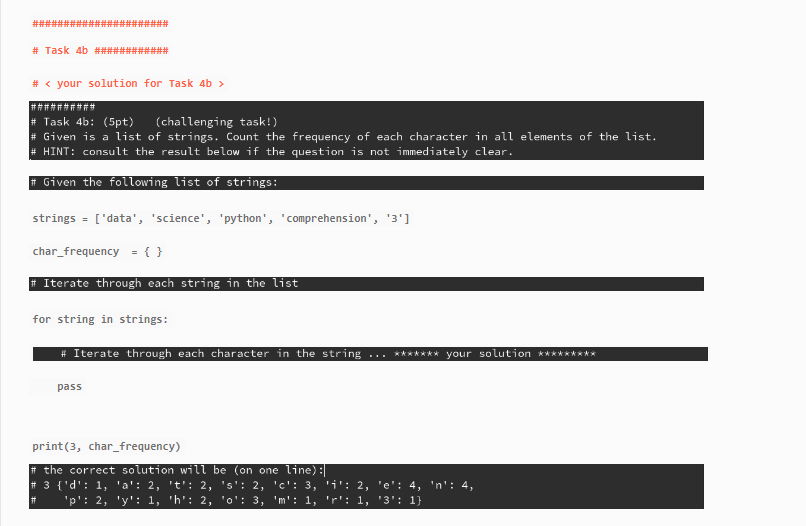 ######################
# Task 4b ############
# < your solution for Task 4b >
##########
# Task 4b: (5pt)   (challenging task!)
# Given is a list of strings. Count the frequency of each character in all elements of the list.
# HINT: consult the result below if the question is not immediately clear.
# Given the following list of strings:
strings = ['data', 'science', 'python', 'comprehension', '3']
char_frequency  = { }
# Iterate through each string in the list
for string in strings:
    # Iterate through each character in the string ... ******* your solution *********
    pass
print(3, char_frequency)
# the correct solution will be (on one line):
# 3 {'d': 1, 'a': 2, 't': 2, 's': 2, 'c': 3, 'i': 2, 'e': 4, 'n': 4,
#    'p': 2, 'y': 1, 'h': 2, 'o': 3, 'm': 1, 'r': 1, '3': 1}